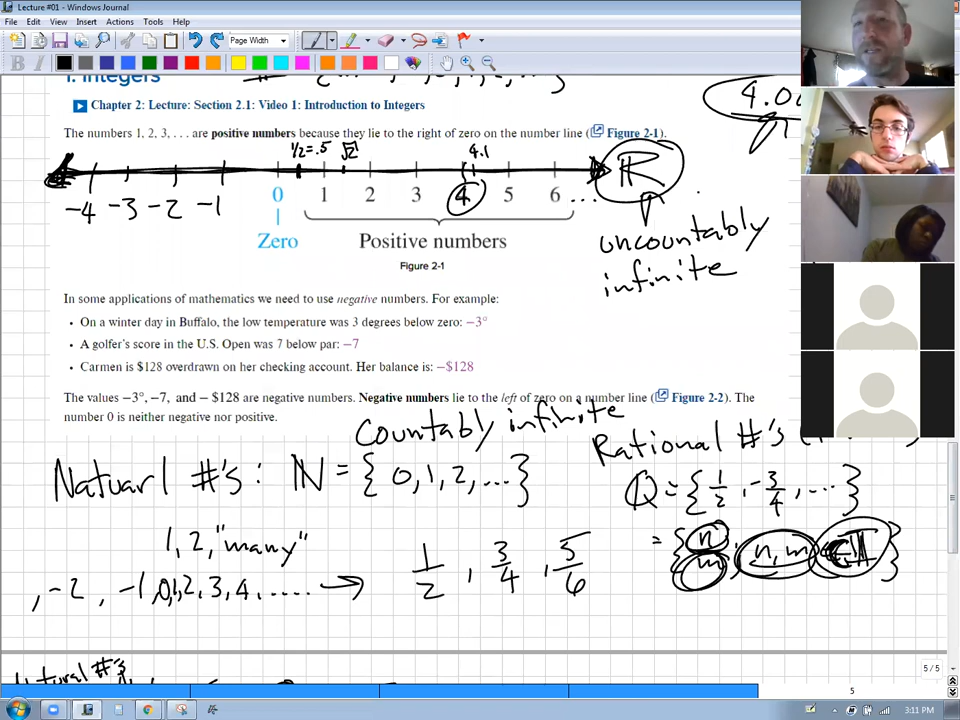 Lecture #01 - Windows Journal
File Edit View Insert Actions Tools Help
Page Width
B I
1. Integers
4.0
Chapter 2: Lecture: Section 2.1: Video 1: Introduction to Integers
The numbers 1, 2, 3, . . . are positive numbers because they lie to the right of zero on the number line ( Figure 2-1).
1/2=.5 √2 4.1
ℝ
-4 -3 -2 -1 0 1 2 3 4 5 6 ...
Zero Positive numbers
uncountably
infinite
Figure 2-1
In some applications of mathematics we need to use negative numbers. For example:
• On a winter day in Buffalo, the low temperature was 3 degrees below zero: −3°
• A golfer's score in the U.S. Open was 7 below par: −7
• Carmen is $128 overdrawn on her checking account. Her balance is: −$128
The values −3°, −7, and − $128 are negative numbers. Negative numbers lie to the left of zero on a number line ( Figure 2-2). The
number 0 is neither negative nor positive.
Countably infinite
Rational #'s
Natuarl #'s: ℕ = {0, 1, 2, ...}
ℚ = {1/2, -3/4, ...}
1, 2, "many"
= {n/m, n, m ∈
, -2, -1, 0, 1, 2, 3, 4, ..... → 1/2, 3/4, 5/6
#'s
5 / 5
5
3:11 PM